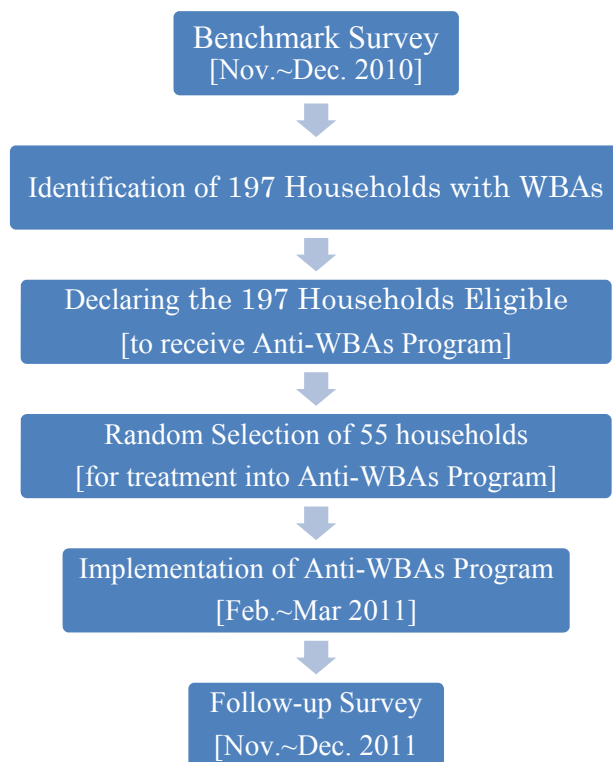 Benchmark Survey
[Nov.~Dec. 2010]
Identification of 197 Households with WBAs
Declaring the 197 Households Eligible
[to receive Anti-WBAs Program]
Random Selection of 55 households
[for treatment into Anti-WBAs Program]
Implementation of Anti-WBAs Program
[Feb.~Mar 2011]
Follow-up Survey
[Nov.~Dec. 2011